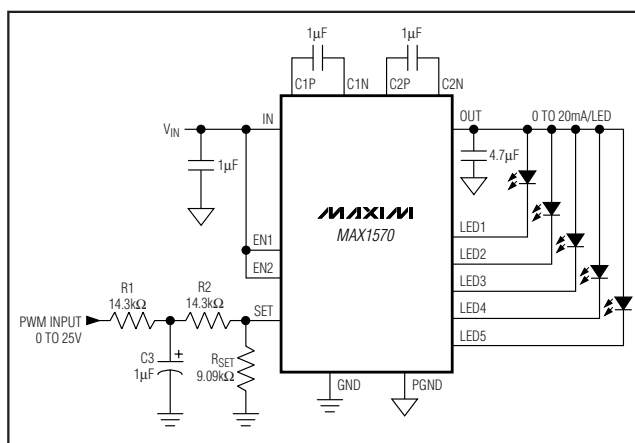 1µF
1µF
C1P
C1N
C2P
C2N
IN
OUT
0 TO 20mA/LED
VIN
1µF
4.7µF
MAXIM
MAX1570
EN1
EN2
LED1
LED2
LED3
LED4
LED5
R1
14.3kΩ
R2
14.3kΩ
SET
PWM INPUT
0 TO 25V
C3
1µF
+
RSET
9.09kΩ
GND
PGND